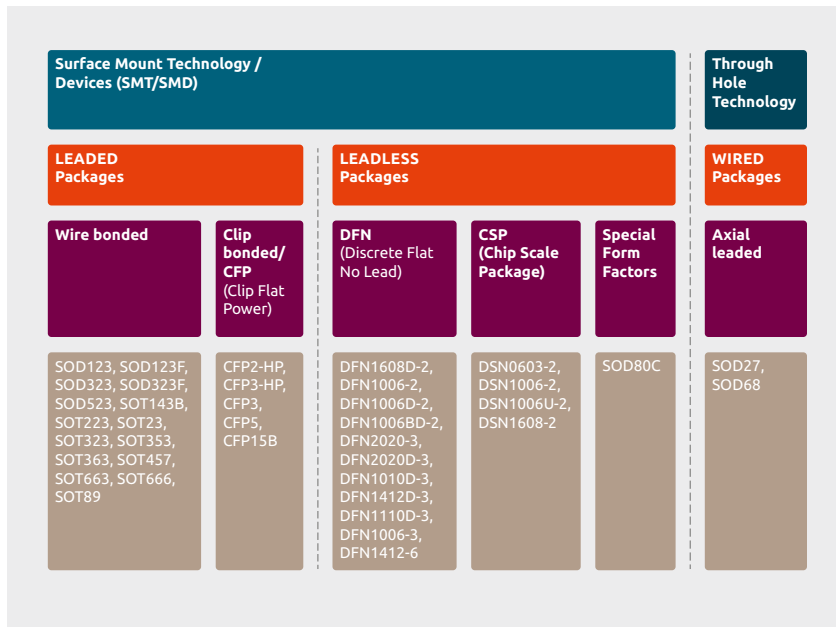 Surface Mount Technology /
Devices (SMT/SMD)
Through
Hole
Technology
LEADED
Packages
LEADLESS
Packages
WIRED
Packages
Wire bonded
Clip
bonded/
CFP
(Clip Flat
Power)
DFN
(Discrete Flat
No Lead)
CSP
(Chip Scale
Package)
Special
Form
Factors
Axial
leaded
SOD123, SOD123F,
SOD323, SOD323F,
SOD523, SOT143B,
SOT223, SOT23,
SOT323, SOT353,
SOT363, SOT457,
SOT663, SOT666,
SOT89
CFP2-HP,
CFP3-HP,
CFP3,
CFP5,
CFP15B
DFN1608D-2,
DFN1006-2,
DFN1006D-2,
DFN1006BD-2,
DFN2020-3,
DFN2020D-3,
DFN1010D-3,
DFN1412D-3,
DFN1110D-3,
DFN1006-3,
DFN1412-6
DSN0603-2,
DSN1006-2,
DSN1006U-2,
DSN1608-2
SOD80C
SOD27,
SOD68